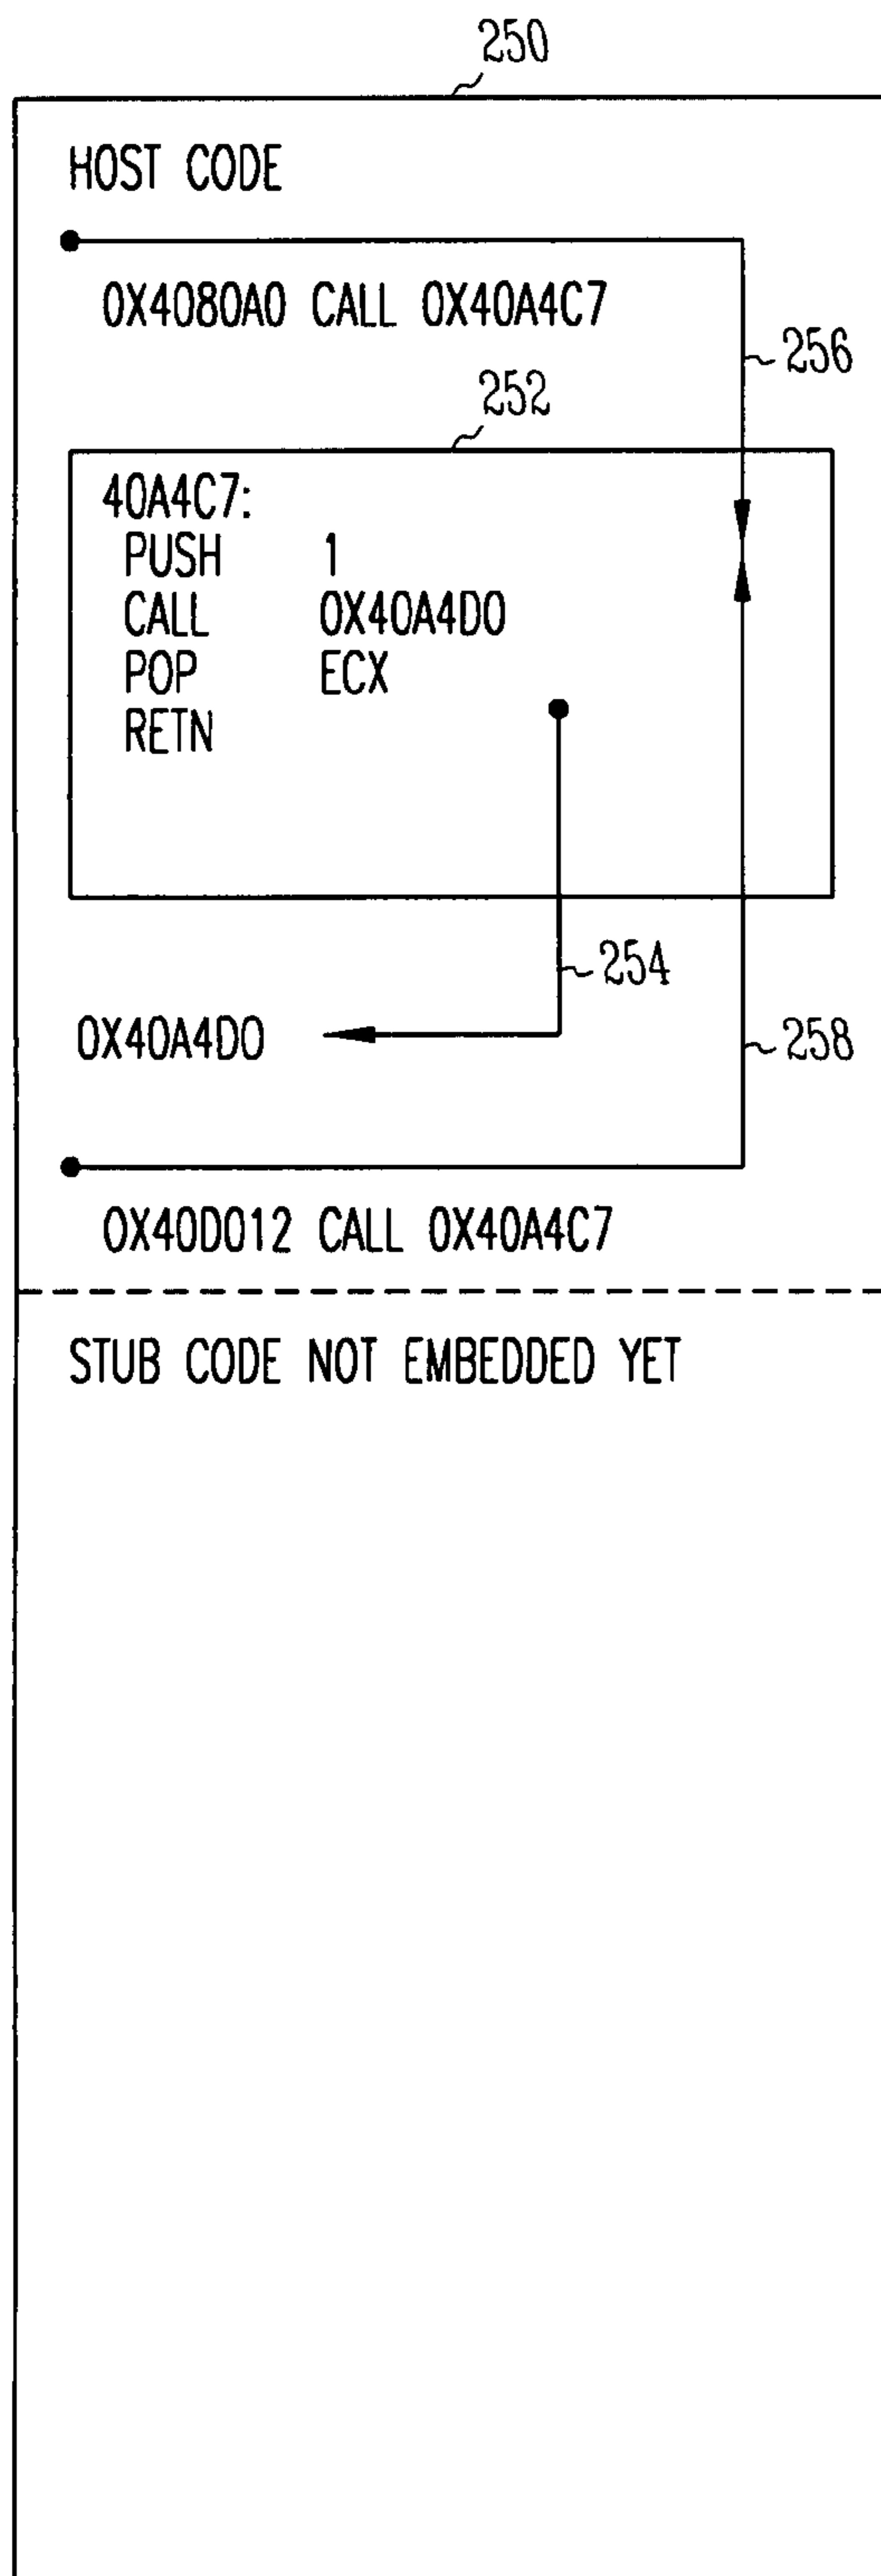 250
HOST CODE
0X4080A0 CALL 0X40A4C7
256
252
40A4C7:
PUSH 1
CALL 0X40A4D0
POP ECX
RETN
254
0X40A4D0
258
0X40D012 CALL 0X40A4C7
STUB CODE NOT EMBEDDED YET